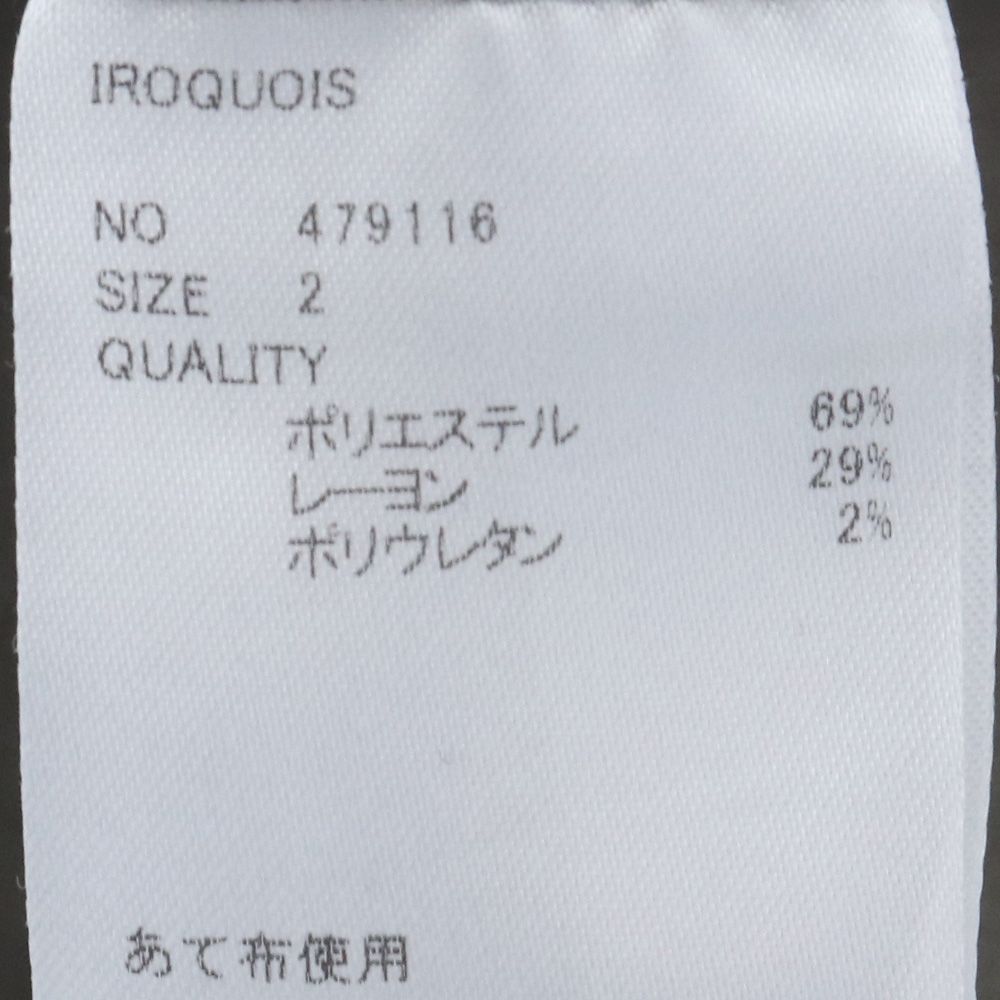 IROQUOIS
NO 479116
SIZE 2
QUALITY
ポリエステル 69%
レーヨン 29%
ポリウレタン 2%
あて布使用